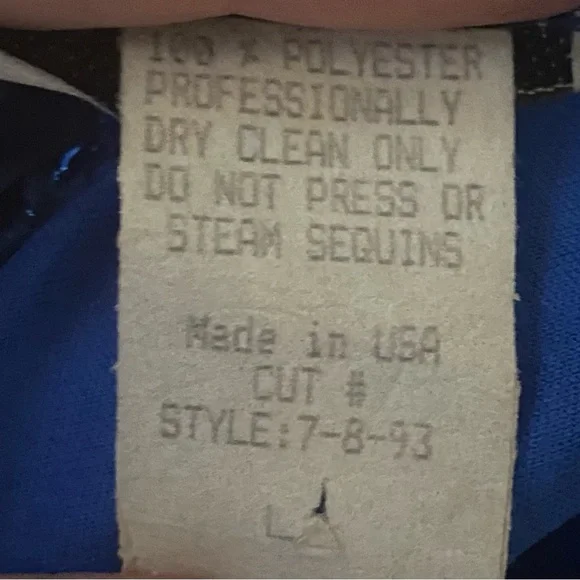 100 % POLYESTER
PROFESSIONALLY
DRY CLEAN ONLY
DO NOT PRESS OR
STEAM SEQUINS
Made in USA
CUT #
STYLE:7-8-93
L